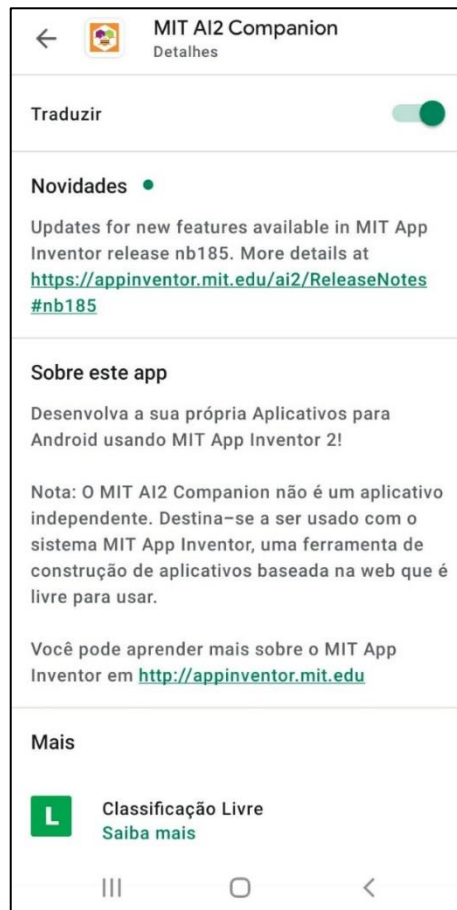 MIT AI2 Companion
Detalhes
Traduzir
Novidades
Updates for new features available in MIT App
Inventor release nb185. More details at
https://appinventor.mit.edu/ai2/ReleaseNotes
#nb185
Sobre este app
Desenvolva a sua própria Aplicativos para
Android usando MIT App Inventor 2!
Nota: O MIT AI2 Companion não é um aplicativo
independente. Destina-se a ser usado com o
sistema MIT App Inventor, uma ferramenta de
construção de aplicativos baseada na web que é
livre para usar.
Você pode aprender mais sobre o MIT App
Inventor em http://appinventor.mit.edu
Mais
L
Classificação Livre
Saiba mais